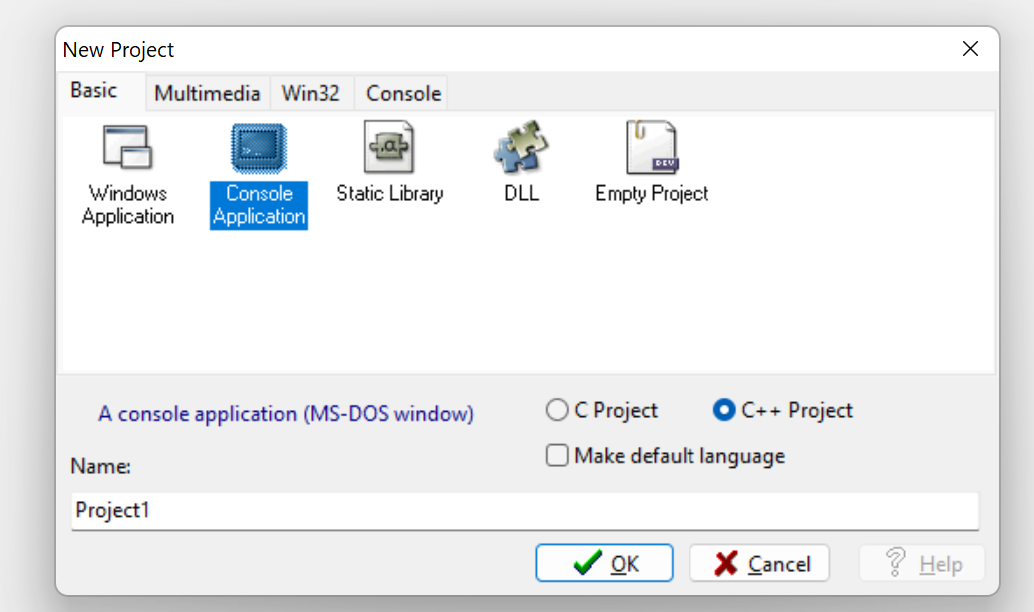 New Project
Basic Multimedia Win32 Console
Windows Application
Console Application
.a
Static Library
DLL
DEV
Empty Project
A console application (MS-DOS window)
C Project
C++ Project
Make default language
Name:
Project1
OK
Cancel
? Help